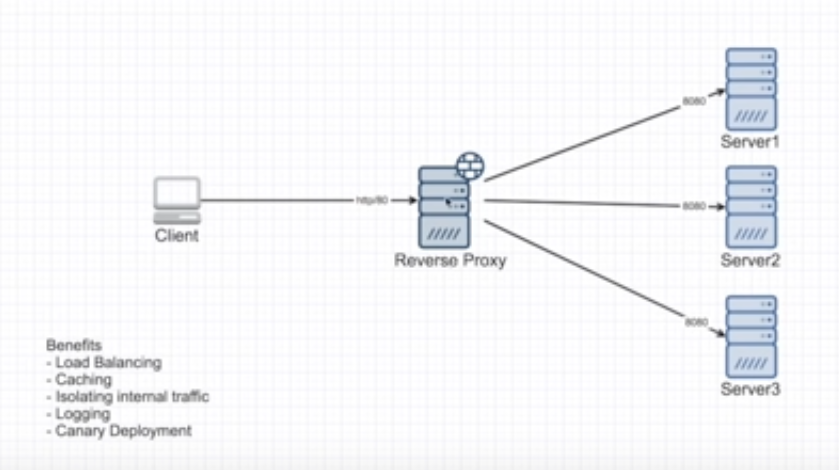 8080
Server1
http/80
8080
Client
Reverse Proxy
Server2
8080
Server3
Benefits
- Load Balancing
- Caching
- Isolating internal traffic
- Logging
- Canary Deployment